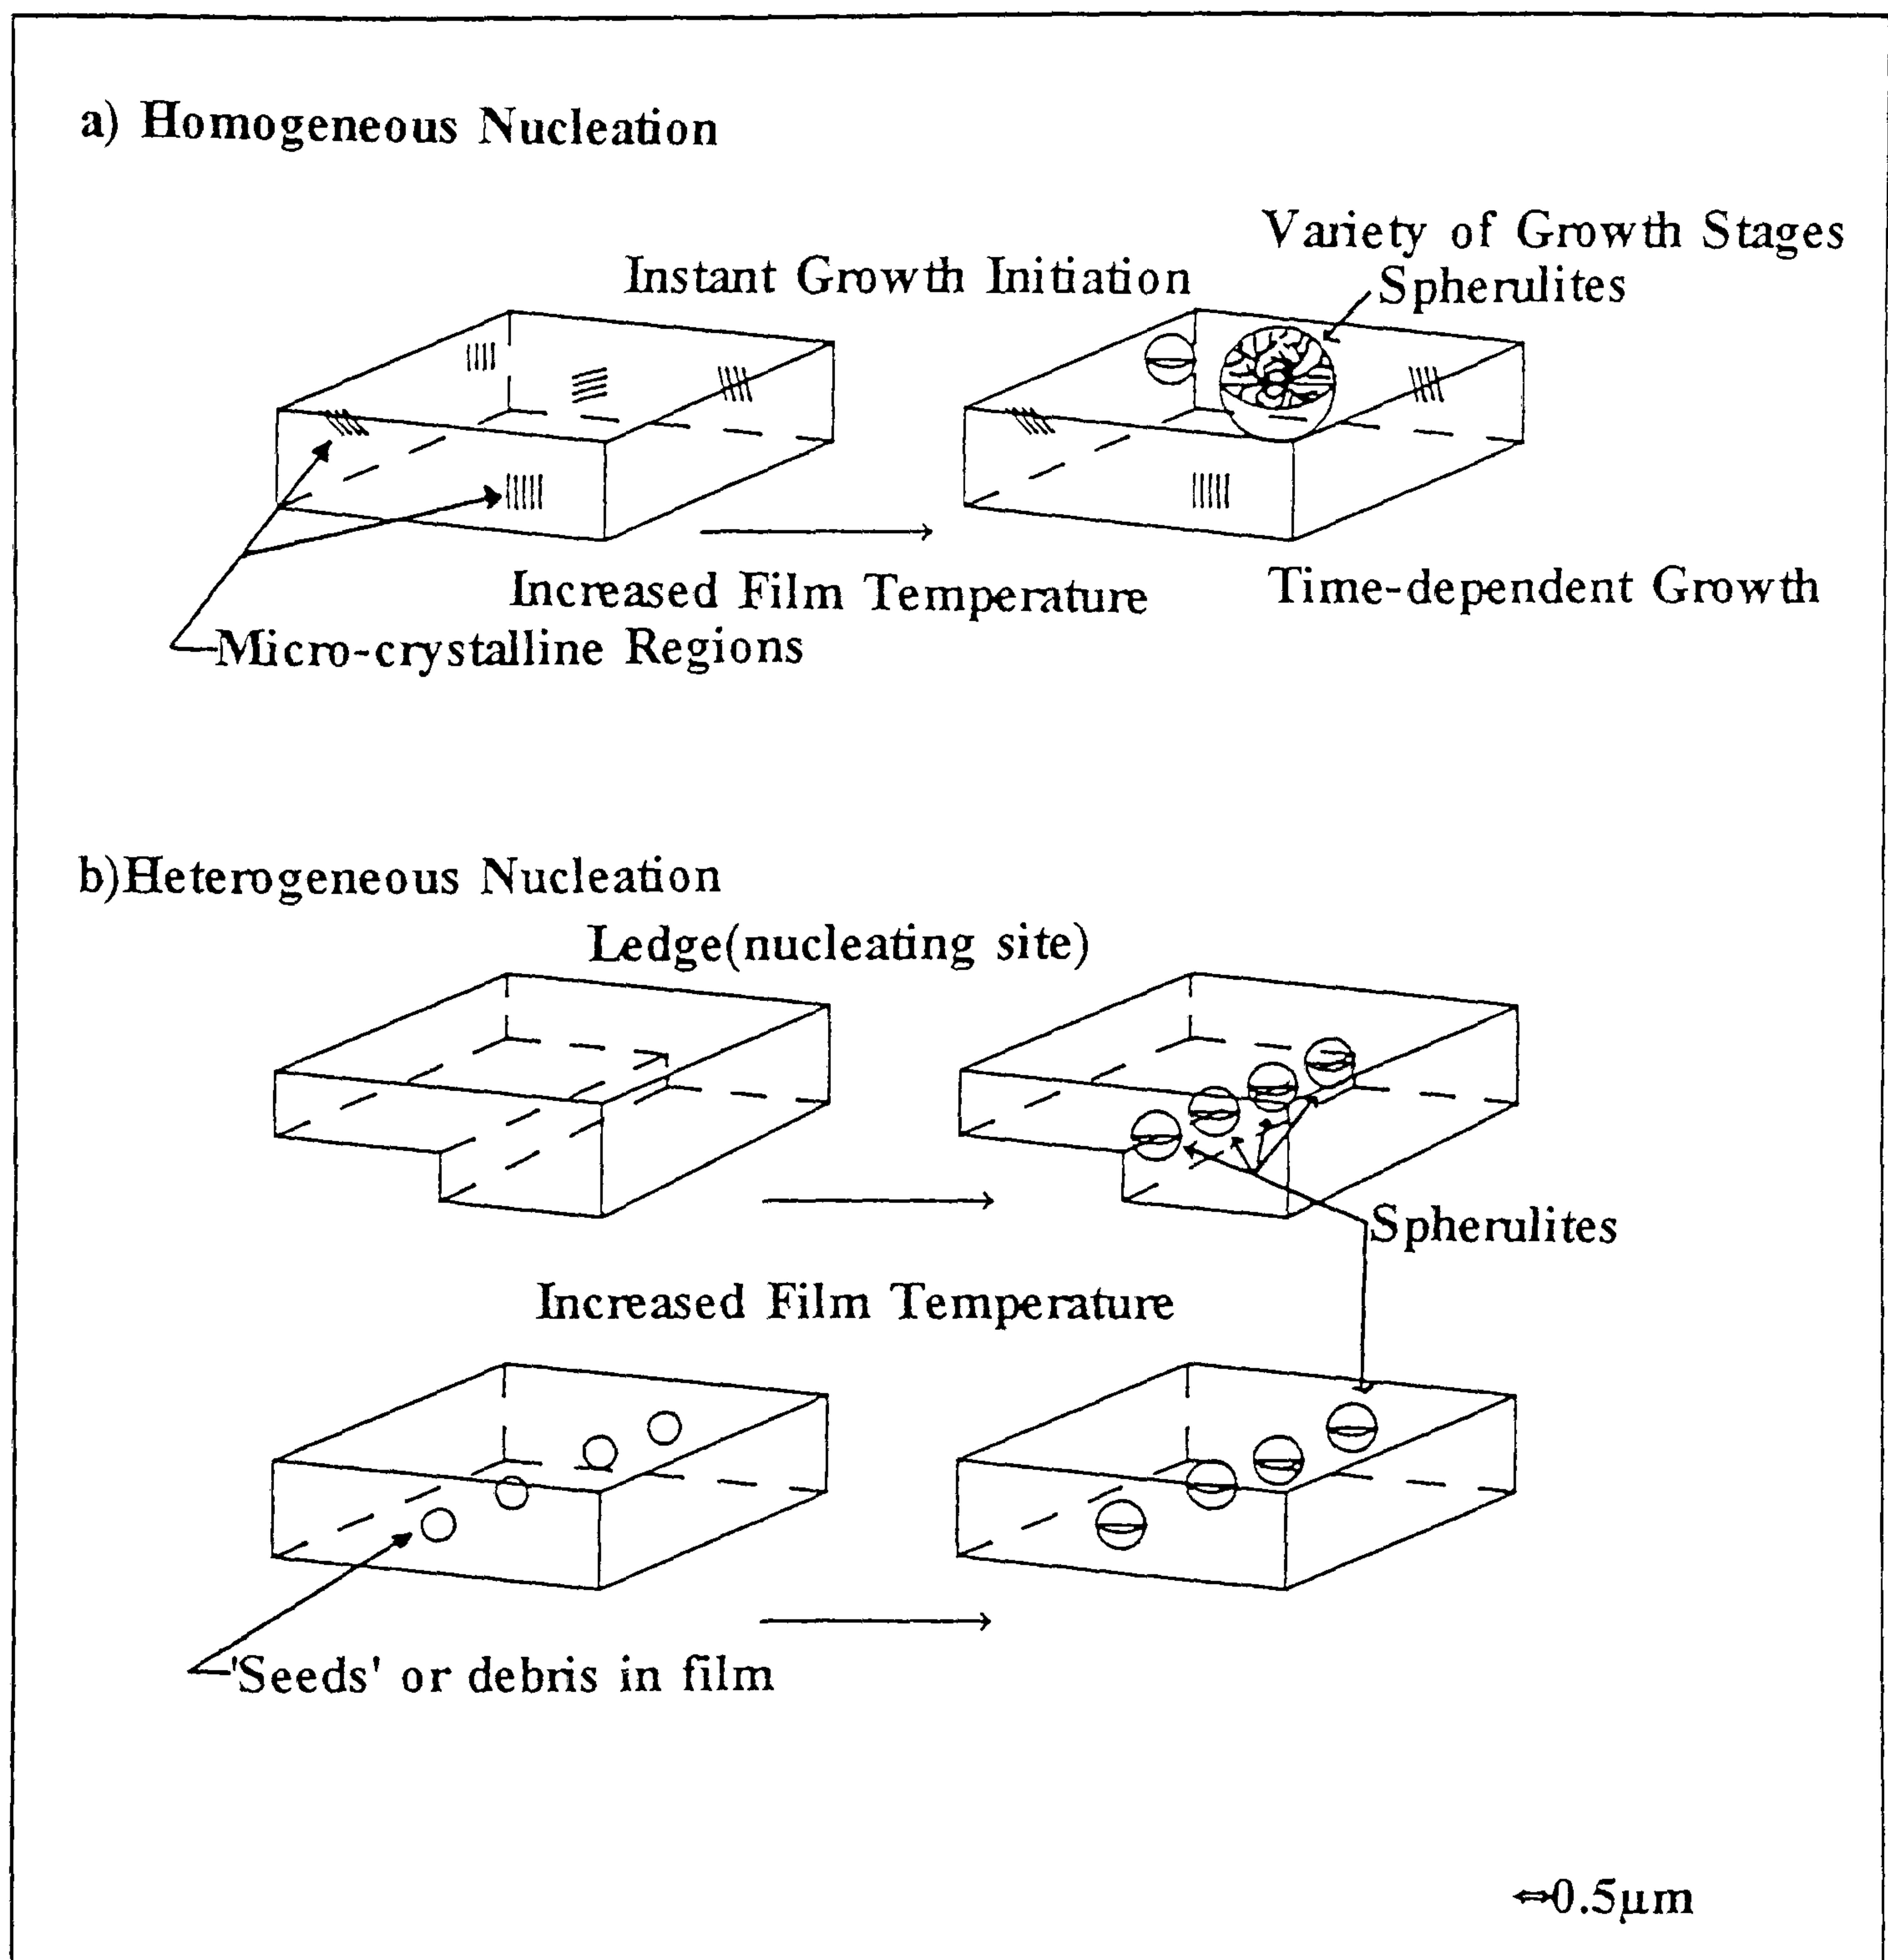 a) Homogeneous Nucleation
Variety of Growth Stages
Instant Growth Initiation
Spherulites
Increased Film Temperature
Time-dependent Growth
Micro-crystalline Regions
b)Heterogeneous Nucleation
Ledge(nucleating site)
Spherulites
Increased Film Temperature
'Seeds' or debris in film
0.5μm